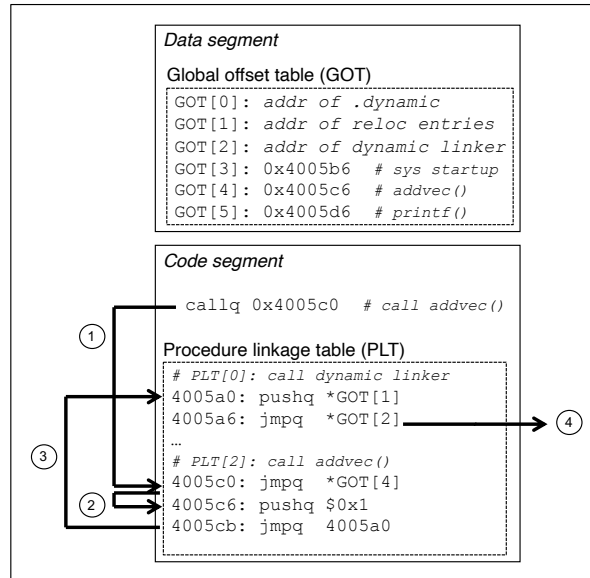 Data segment
Global offset table (GOT)
GOT[0]: addr of .dynamic
GOT[1]: addr of reloc entries
GOT[2]: addr of dynamic linker
GOT[3]: 0x4005b6 # sys startup
GOT[4]: 0x4005c6 # addvec()
GOT[5]: 0x4005d6 # printf()
Code segment
callq 0x4005c0 # call addvec()
1
Procedure linkage table (PLT)
# PLT[0]: call dynamic linker
4005a0: pushq *GOT[1]
4005a6: jmpq *GOT[2]
4
…
3
# PLT[2]: call addvec()
4005c0: jmpq *GOT[4]
2
4005c6: pushq $0x1
4005cb: jmpq 4005a0